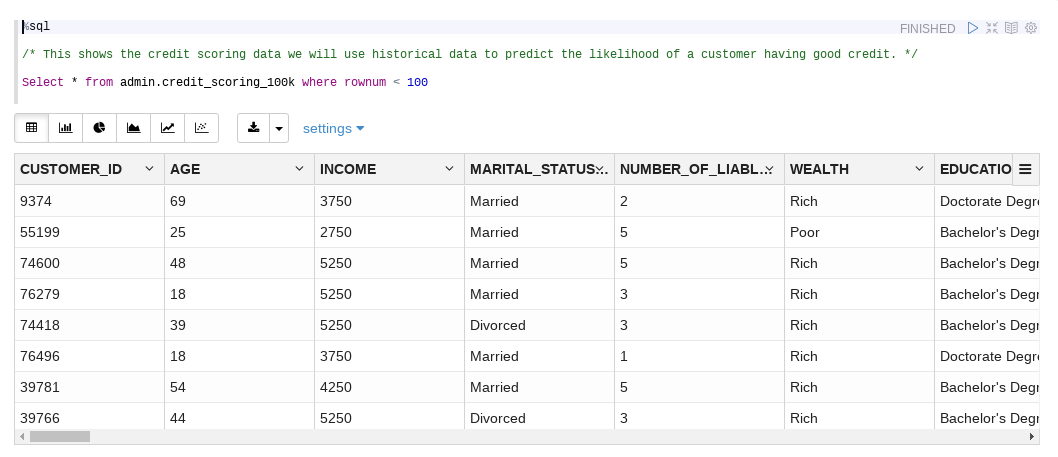 %sql
FINISHED
/* This shows the credit scoring data we will use historical data to predict the likelihood of a customer having good credit. */
Select * from admin.credit_scoring_100k where rownum < 100
settings
CUSTOMER_ID AGE INCOME MARITAL_STATUS... NUMBER_OF_LIABL... WEALTH EDUCATIO
9374 69 3750 Married 2 Rich Doctorate Degre
55199 25 2750 Married 5 Poor Bachelor's Degr
74600 48 5250 Married 5 Rich Bachelor's Degr
76279 18 5250 Married 3 Rich Bachelor's Degr
74418 39 5250 Divorced 3 Rich Bachelor's Degr
76496 18 3750 Married 1 Rich Doctorate Degre
39781 54 4250 Married 5 Rich Bachelor's Degr
39766 44 5250 Divorced 3 Rich Bachelor's Degr